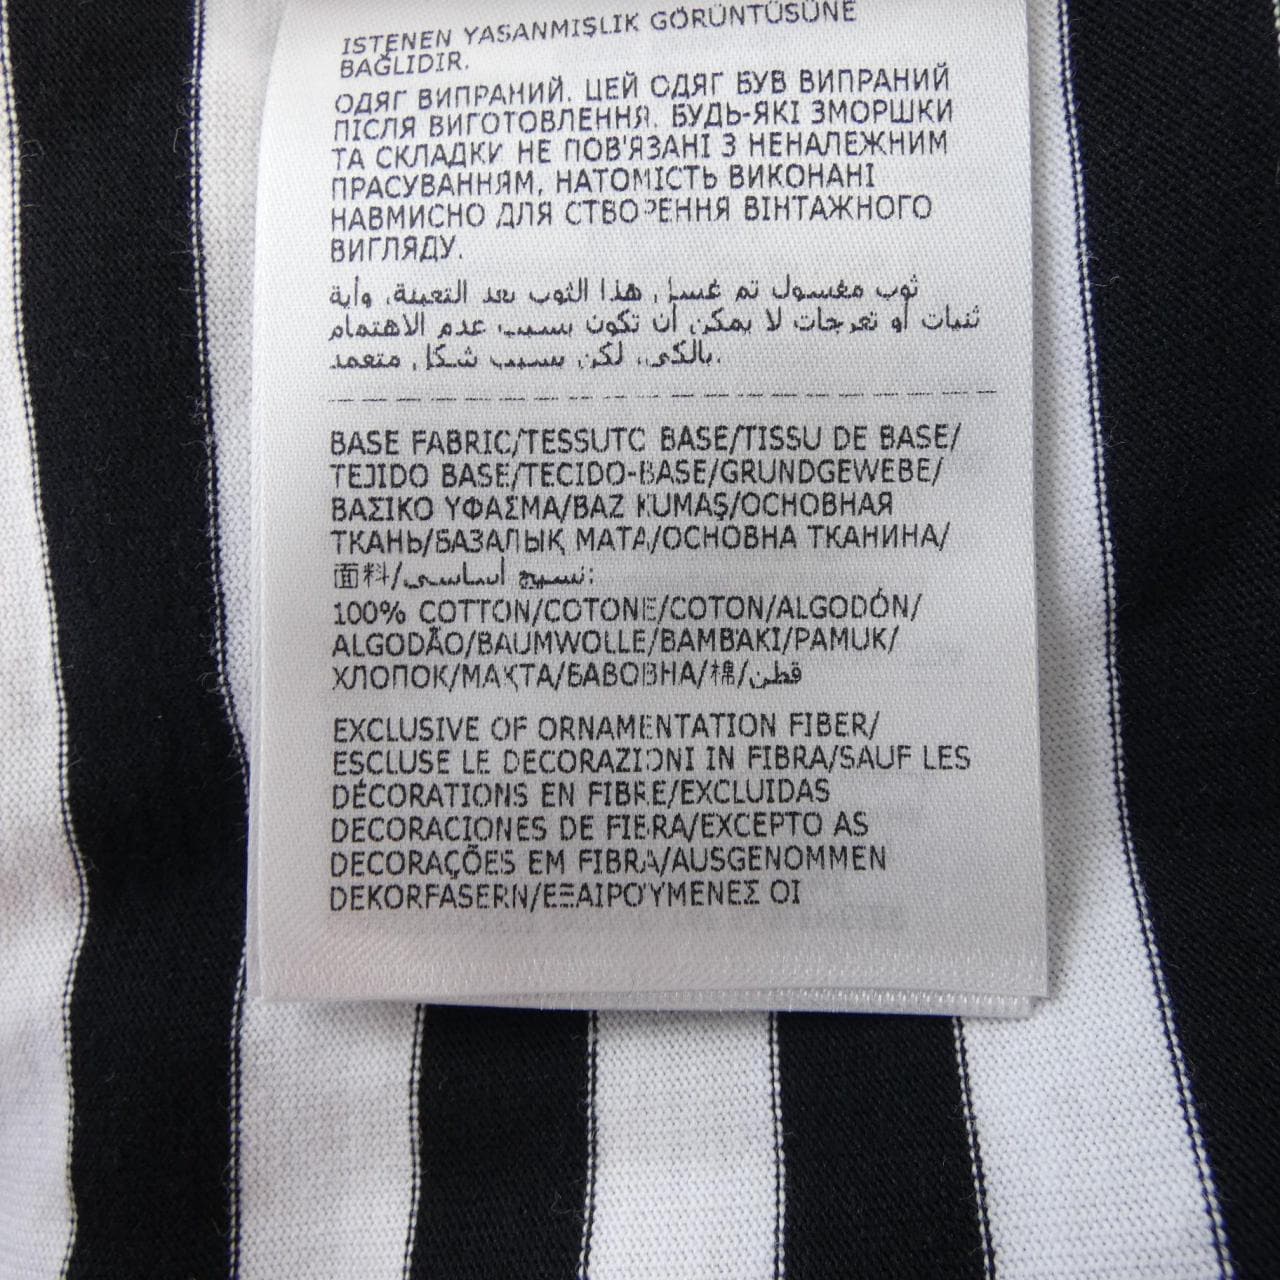 ISTENEN YAŞANMIŞLIK GÖRÜNTÜSÜNE
BAĞLIDIR.
ОДЯГ ВИПРАНИЙ. ЦЕЙ ОДЯГ БУВ ВИПРАНИЙ
ПІСЛЯ ВИГОТОВЛЕННЯ. БУДЬ-ЯКІ ЗМОРШКИ
ТА СКЛАДКИ НЕ ПОВ'ЯЗАНІ З НЕНАЛЕЖНИМ
ПРАСУВАННЯМ, НАТОМІСТЬ ВИКОНАНІ
НАВМИСНО ДЛЯ СТВОРЕННЯ ВІНТАЖНОГО
ВИГЛЯДУ.
ثوب مغسول تم غسل هذا الثوب بعد التعبئة، وأية
ثنيات أو تعرجات لا يمكن أن تكون بسبب عدم الاهتمام
بالكي، لكن بسبب شكل متعمد.
BASE FABRIC/TESSUTO BASE/TISSU DE BASE/
TEJIDO BASE/TECIDO-BASE/GRUNDGEWEBE/
ΒΑΣΙΚΟ ΥΦΑΣΜΑ/BAZ KUMAŞ/ОСНОВНАЯ
ТКАНЬ/БАЗАЛЫҚ МАТА/ОСНОВНА ТКАНИНА/
面料/نسيج أساسي:
100% COTTON/COTONE/COTON/ALGODÓN/
ALGODÃO/BAUMWOLLE/ΒΑΜΒΆΚΙ/PAMUK/
ХЛОПОК/МАҚТА/БАВОВНА/棉/قطن
EXCLUSIVE OF ORNAMENTATION FIBER/
ESCLUSE LE DECORAZIONI IN FIBRA/SAUF LES
DÉCORATIONS EN FIBRE/EXCLUIDAS
DECORACIONES DE FIBRA/EXCEPTO AS
DECORAÇÕES EM FIBRA/AUSGENOMMEN
DEKORFASERN/ΕΞΑΙΡΟΎΜΕΝΕΣ ΟΙ